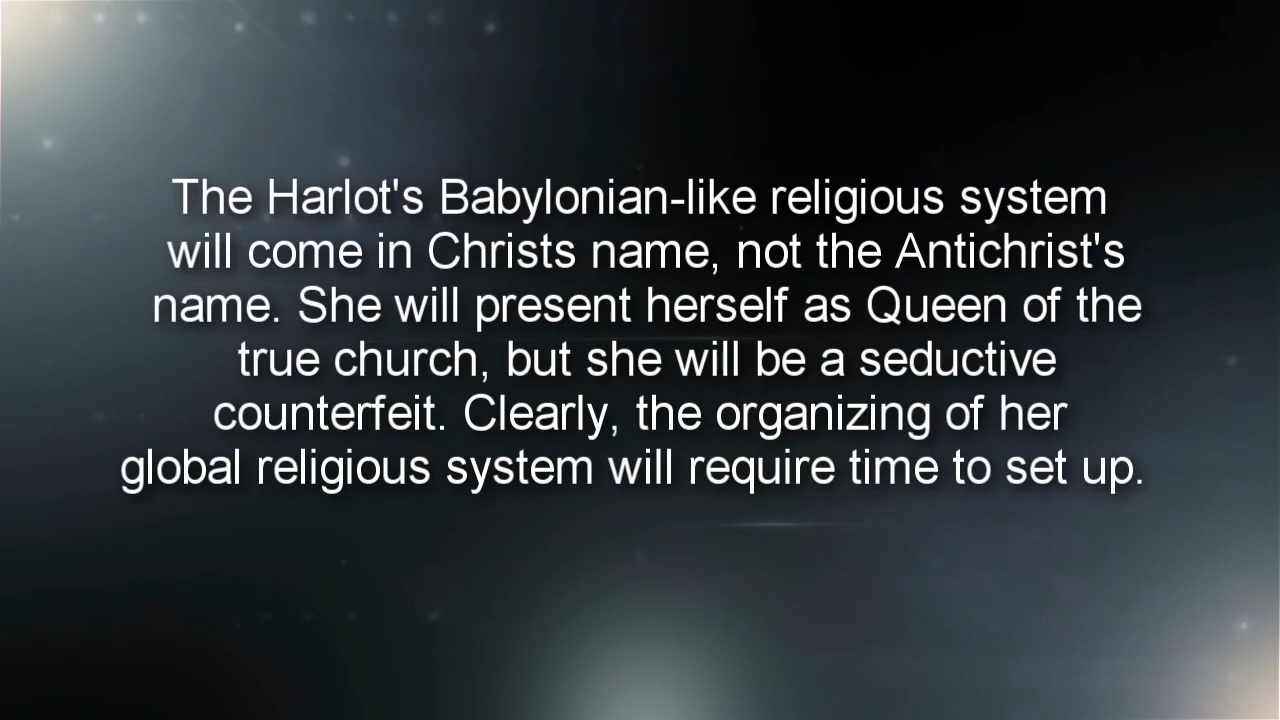 The Harlot's Babylonian-like religious system
will come in Christs name, not the Antichrist's
name. She will present herself as Queen of the
true church, but she will be a seductive
counterfeit. Clearly, the organizing of her
global religious system will require time to set up.